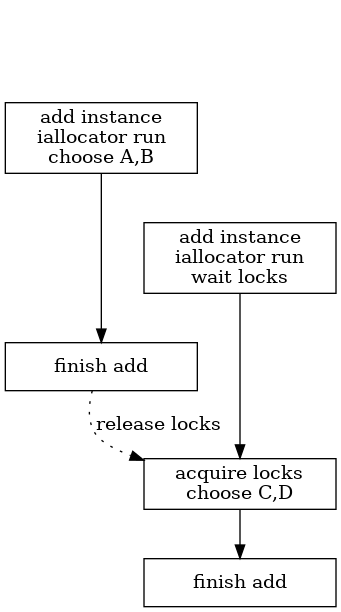 add instance
iallocator run
choose A,B
add instance
iallocator run
wait locks
finish add
release locks
acquire locks
choose C,D
finish add